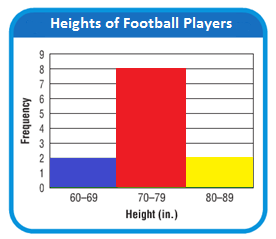 Heights of Football Players
Frequency
9
8
7
6
5
4
3
2
1
0
60–69 70–79 80–89
Height (in.)